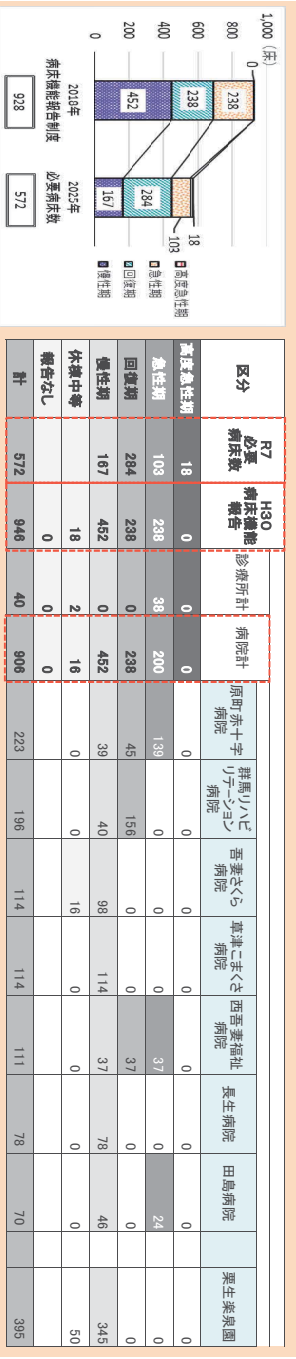 1,000 (床)
800
600
400
200
0
0
238
238
452
18
103
284
167
2018年
病床機能報告制度
2025年
必要病床数
928
572
高度急性期
急性期
回復期
慢性期
区分 R7必要病床数 H30病床機能報告 診療所計 病院計 原町赤十字病院 群馬リハビリテーション病院 吾妻さくら病院 草津こまくさ病院 西吾妻福祉病院 長生病院 田島病院 栗生楽泉園
高度急性期 18 0 0 0 0 0 0 0 0 0 0 0
急性期 103 238 38 200 139 0 0 0 37 0 24 0
回復期 284 238 0 238 45 156 0 0 37 0 0 0
慢性期 167 452 0 452 39 40 98 114 37 78 46 345
休棟中等 18 2 16 0 0 16 0 0 0 0 50
報告なし 0 0 0
計 572 946 40 906 223 196 114 114 111 78 70 395